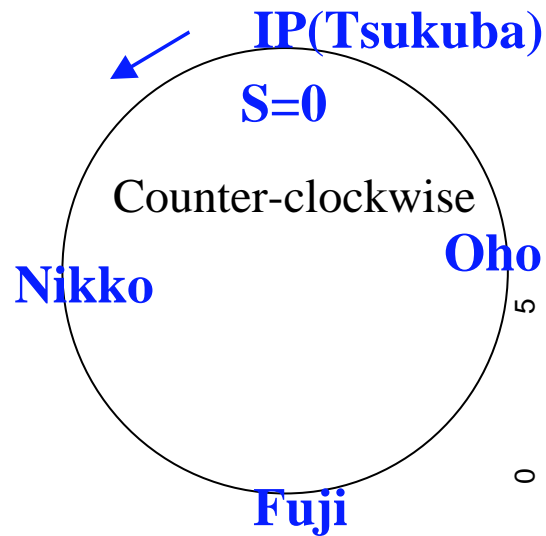 IP(Tsukuba)
S=0
Counter-clockwise
Oho
Nikko
5
0
Fuji